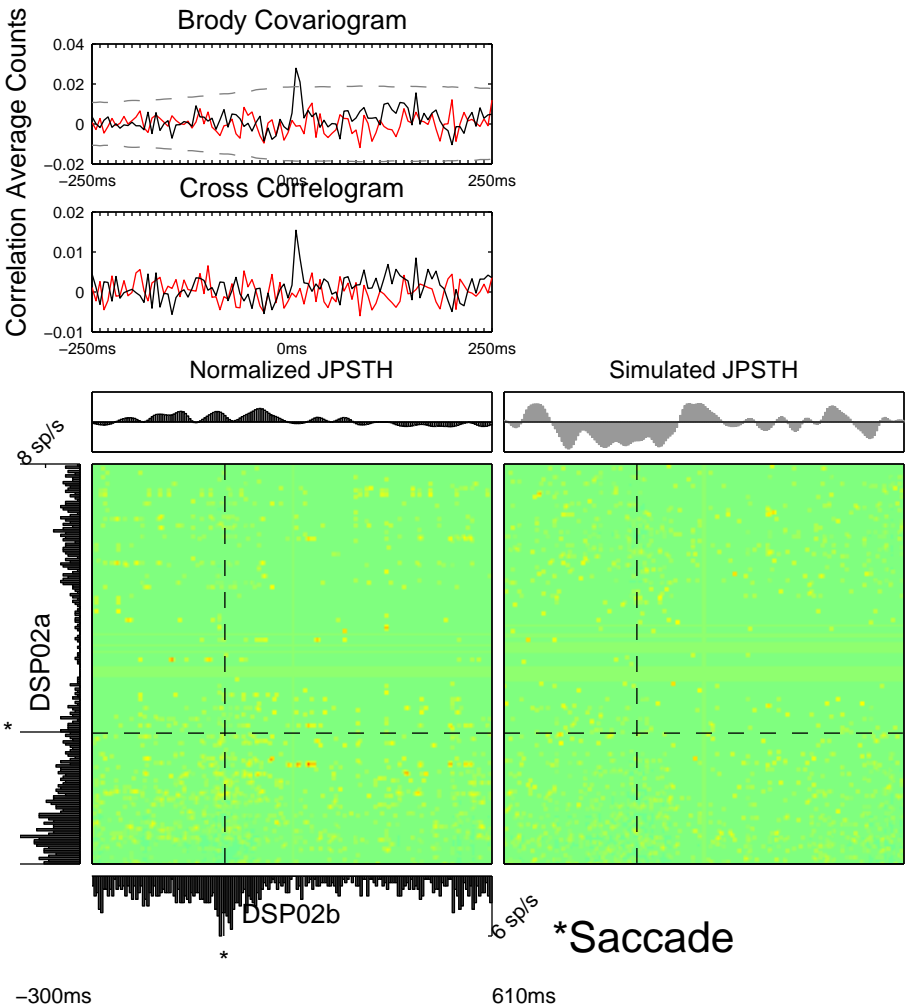 Brody Covariogram
Correlation Average Counts
0.04
0.02
0
−0.02
−250ms
0ms
250ms
Cross Correlogram
0.02
0.01
0
−0.01
−250ms
0ms
250ms
Normalized JPSTH
Simulated JPSTH
8 sp/s
DSP02a
*
DSP02b
6 sp/s
*
*Saccade
−300ms
610ms